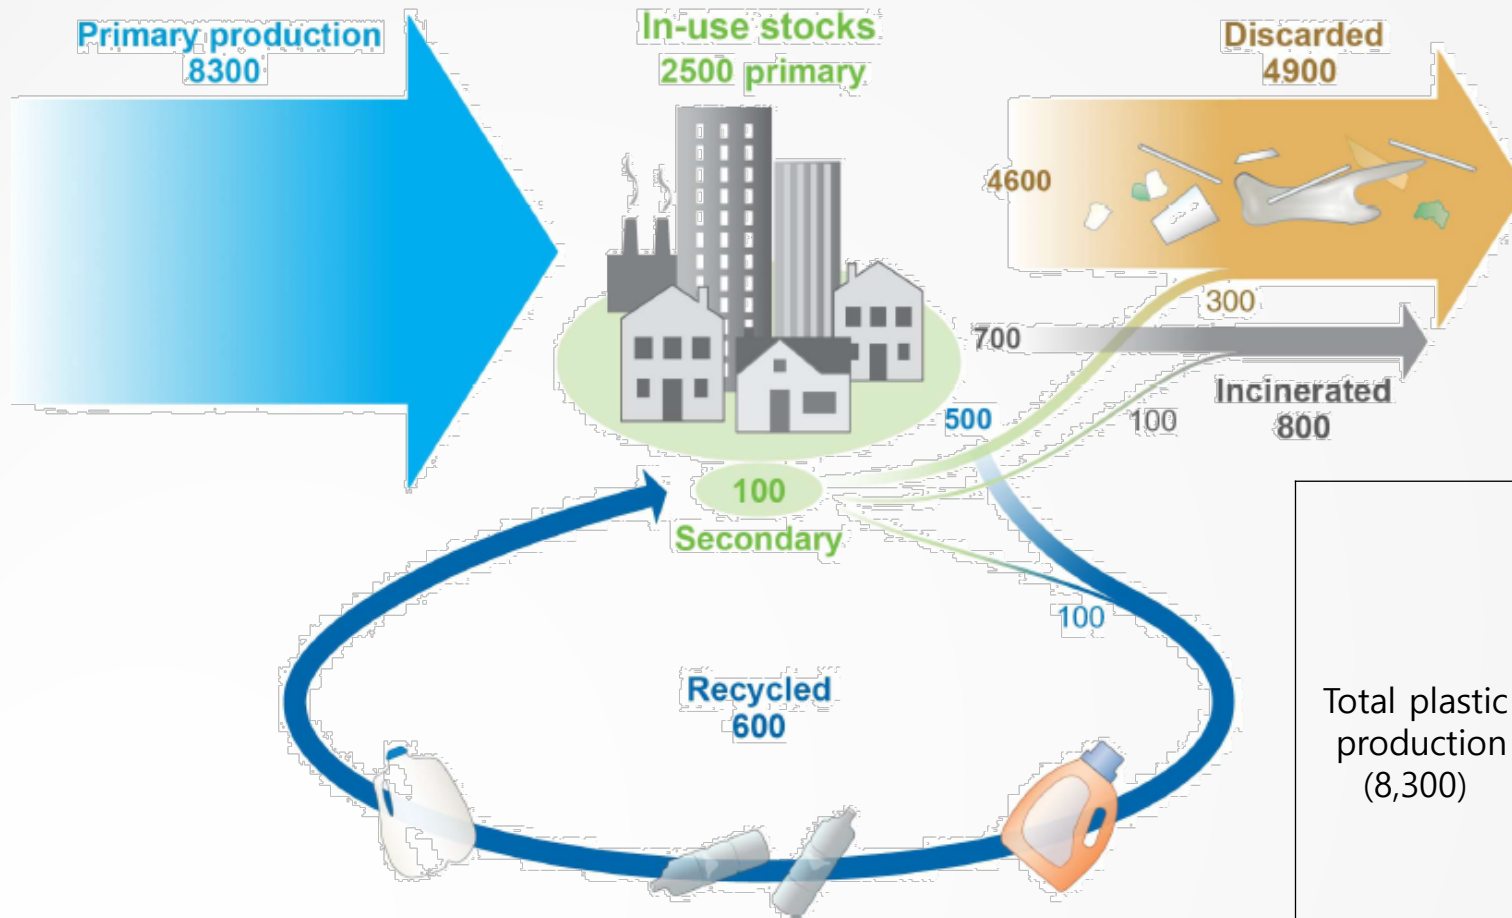 Primary production
8300
In-use stocks
2500 primary
Discarded
4900
4600
300
700
Incinerated
800
500
100
100
Secondary
100
Recycled
600
Total plastic
production
(8,300)